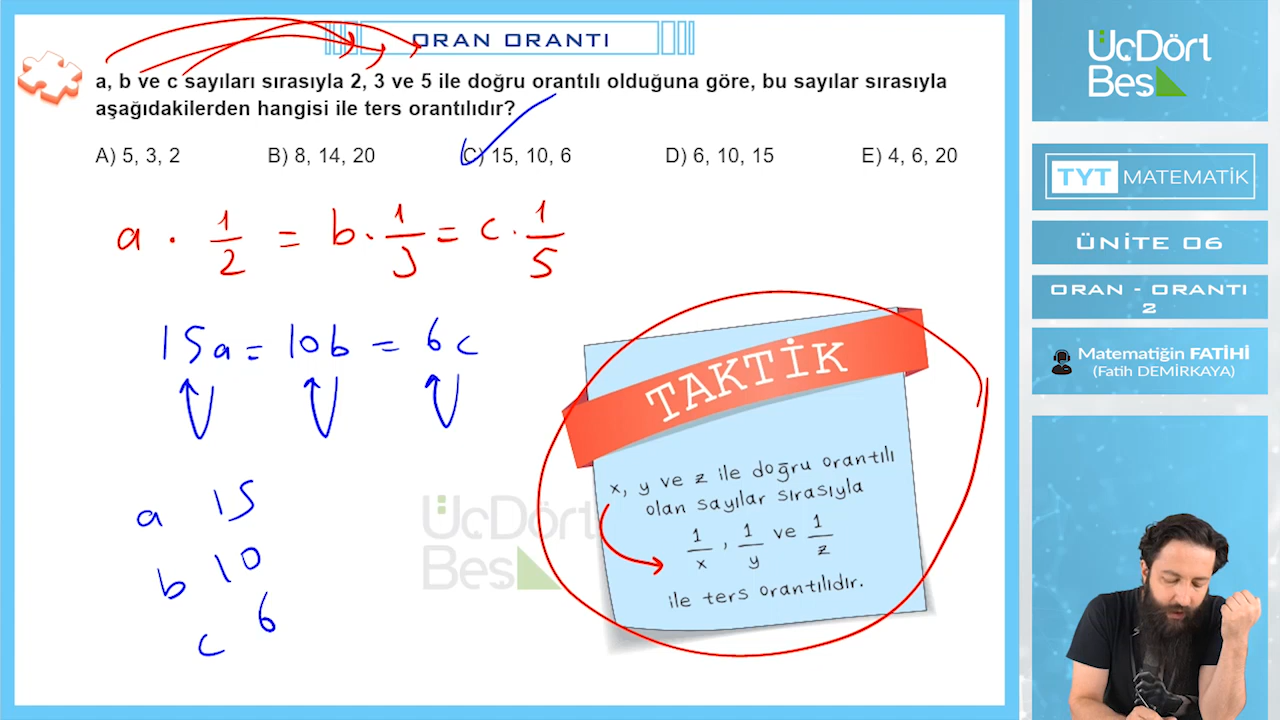 ORAN ORANTI
a, b ve c sayıları sırasıyla 2, 3 ve 5 ile doğru orantılı olduğuna göre, bu sayılar sırasıyla
aşağıdakilerden hangisi ile ters orantılıdır?
A) 5, 3, 2 B) 8, 14, 20 C) 15, 10, 6 D) 6, 10, 15 E) 4, 6, 20
a · 1/2 = b · 1/3 = c · 1/5
15a = 10b = 6c
a 15
b 10
c 6
TAKTİK
x, y ve z ile doğru orantılı
olan sayılar sırasıyla
1/x , 1/y ve 1/z
ile ters orantılıdır.
ÜçDört
Beş
ÜçDört
Beş
TYT MATEMATİK
ÜNİTE 06
ORAN - ORANTI
2
Matematiğin FATİHİ
(Fatih DEMİRKAYA)